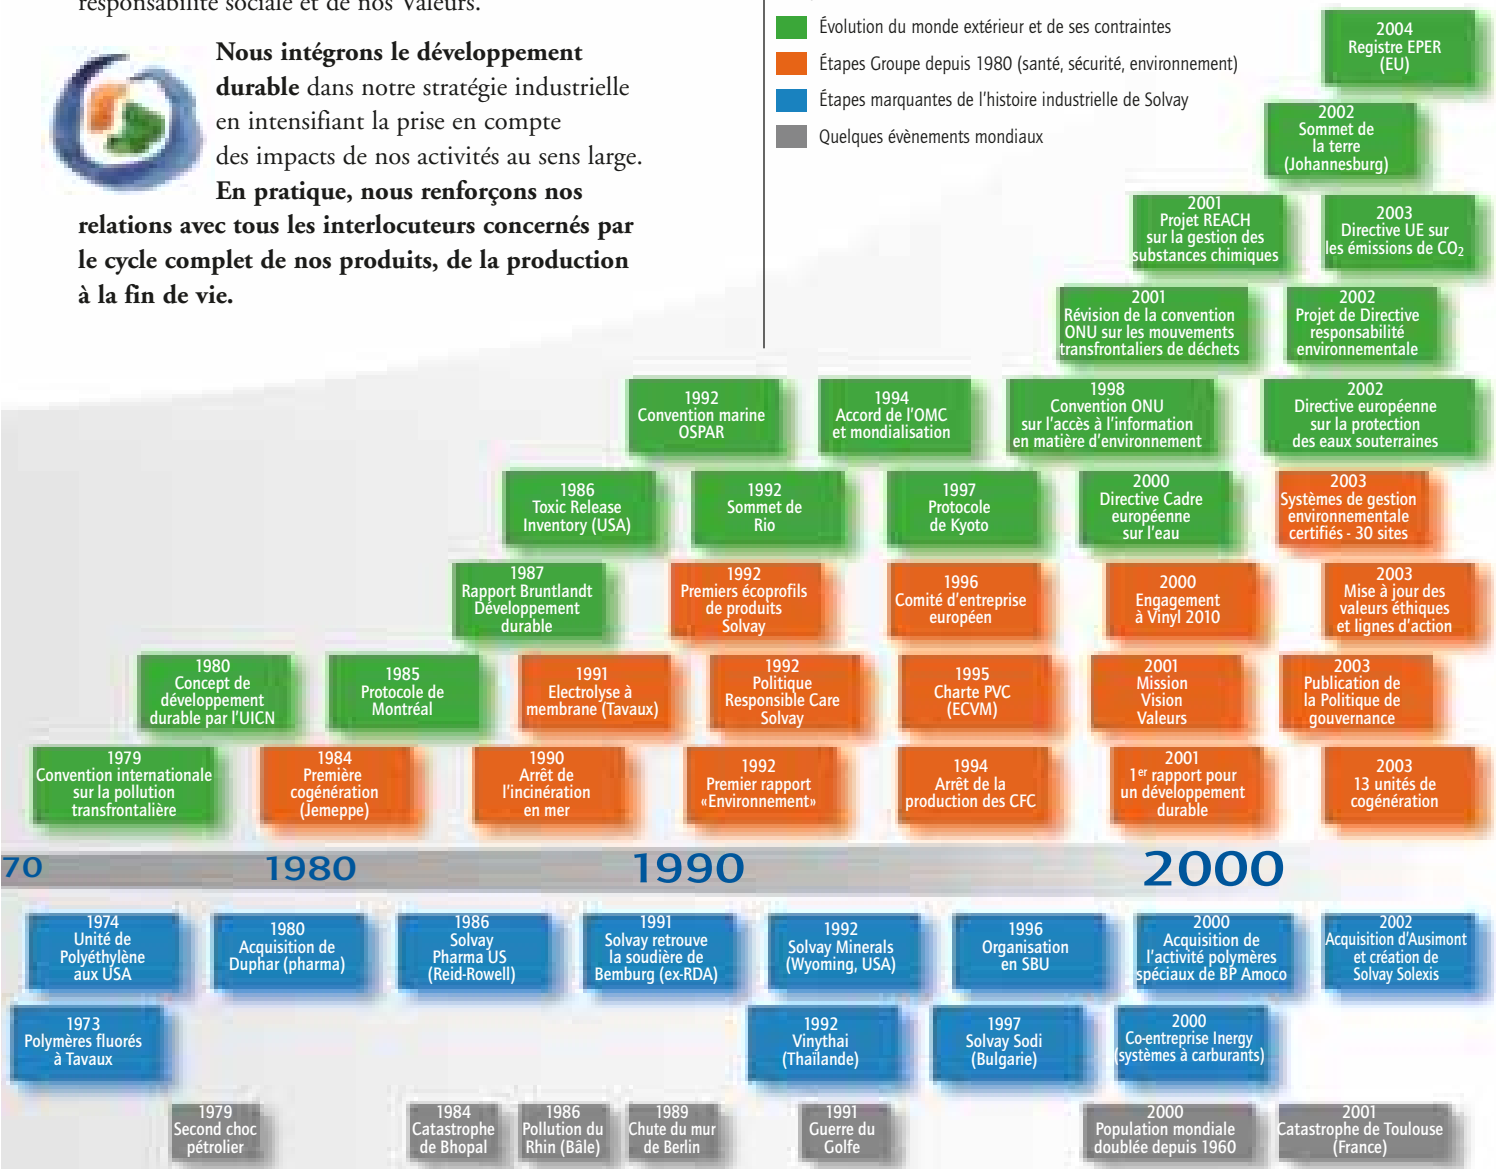 responsabilité sociale et de nos Valeurs.
Nous intégrons le développement
durable dans notre stratégie industrielle
en intensifiant la prise en compte
des impacts de nos activités au sens large.
En pratique, nous renforçons nos
relations avec tous les interlocuteurs concernés par
le cycle complet de nos produits, de la production
à la fin de vie.
Évolution du monde extérieur et de ses contraintes
Étapes Groupe depuis 1980 (santé, sécurité, environnement)
Étapes marquantes de l'histoire industrielle de Solvay
Quelques évènements mondiaux
2004
Registre EPER
(EU)
2002
Sommet de
la terre
(Johannesburg)
2001
Projet REACH
sur la gestion des
substances chimiques
2003
Directive UE sur
les émissions de CO₂
2001
Révision de la convention
ONU sur les mouvements
transfrontaliers de déchets
2002
Projet de Directive
responsabilité
environnementale
1992
Convention marine
OSPAR
1994
Accord de l'OMC
et mondialisation
1998
Convention ONU
sur l'accès à l'information
en matière d'environnement
2002
Directive européenne
sur la protection
des eaux souterraines
1986
Toxic Release
Inventory (USA)
1992
Sommet de
Rio
1997
Protocole
de Kyoto
2000
Directive Cadre
européenne
sur l'eau
2003
Systèmes de gestion
environnementale
certifiés - 30 sites
1987
Rapport Bruntlandt
Développement
durable
1992
Premiers écoprofils
de produits
Solvay
1996
Comité d'entreprise
européen
2000
Engagement
à Vinyl 2010
2003
Mise à jour des
valeurs éthiques
et lignes d'action
1980
Concept de
développement
durable par l'UICN
1985
Protocole de
Montréal
1991
Electrolyse à
membrane (Tavaux)
1992
Politique
Responsible Care
Solvay
1995
Charte PVC
(ECVM)
2001
Mission
Vision
Valeurs
2003
Publication de
la Politique de
gouvernance
1979
Convention internationale
sur la pollution
transfrontalière
1984
Première
cogénération
(Jemeppe)
1990
Arrêt de
l'incinération
en mer
1992
Premier rapport
«Environnement»
1994
Arrêt de la
production des CFC
2001
1er rapport pour
un développement
durable
2003
13 unités de
cogénération
70 1980 1990 2000
1974
Unité de
Polyéthylène
aux USA
1980
Acquisition de
Duphar (pharma)
1986
Solvay
Pharma US
(Reid-Rowell)
1991
Solvay retrouve
la soudière de
Bemburg (ex-RDA)
1992
Solvay Minerals
(Wyoming, USA)
1996
Organisation
en SBU
2000
Acquisition de
l'activité polymères
spéciaux de BP Amoco
2002
Acquisition d'Ausimont
et création de
Solvay Solexis
1973
Polymères fluorés
à Tavaux
1992
Vinythai
(Thaïlande)
1997
Solvay Sodi
(Bulgarie)
2000
Co-entreprise Inergy
(systèmes à carburants)
1979
Second choc
pétrolier
1984
Catastrophe
de Bhopal
1986
Pollution du
Rhin (Bâle)
1989
Chute du mur
de Berlin
1991
Guerre du
Golfe
2000
Population mondiale
doublée depuis 1960
2001
Catastrophe de Toulouse
(France)